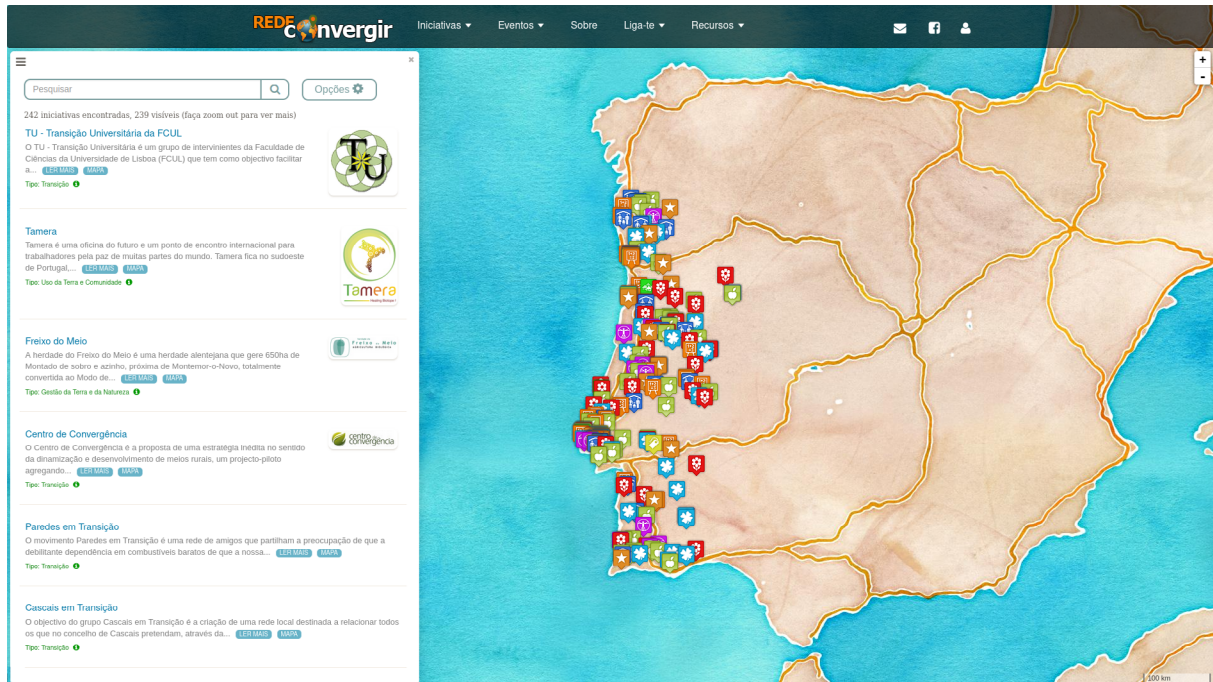 REDE Convergir
Iniciativas
Eventos
Sobre
Liga-te
Recursos
×
+
-
Pesquisar
Opções
242 iniciativas encontradas, 239 visíveis (faça zoom out para ver mais)
TU - Transição Universitária da FCUL
O TU - Transição Universitária é um grupo de intervinientes da Faculdade de
Ciências da Universidade de Lisboa (FCUL) que tem como objectivo facilitar
a... LER MAIS MAPA
Tipo: Transição
TU
Tamera
Tamera é uma oficina do futuro e um ponto de encontro internacional para
trabalhadores pela paz de muitas partes do mundo. Tamera fica no sudoeste
de Portugal,... LER MAIS MAPA
Tipo: Uso da Terra e Comunidade
Tamera
Freixo do Meio
A herdade do Freixo do Meio é uma herdade alentejana que gere 650ha de
Montado de sobro e azinho, próxima de Montemor-o-Novo, totalmente
convertida ao Modo de... LER MAIS MAPA
Tipo: Gestão da Terra e da Natureza
Freixo do Meio
Centro de Convergência
O Centro de Convergência é a proposta de uma estratégia inédita no sentido
da dinamização e desenvolvimento de meios rurais, um projecto-piloto
agregando... LER MAIS MAPA
Tipo: Transição
centro de
convergência
Paredes em Transição
O movimento Paredes em Transição é uma rede de amigos que partilham a preocupação de que a
debilitante dependência em combustíveis baratos de que a nossa... LER MAIS MAPA
Tipo: Transição
Cascais em Transição
O objectivo do grupo Cascais em Transição é a criação de uma rede local destinada a relacionar todos
os que no concelho de Cascais pretendam, através da... LER MAIS MAPA
Tipo: Transição
100 km